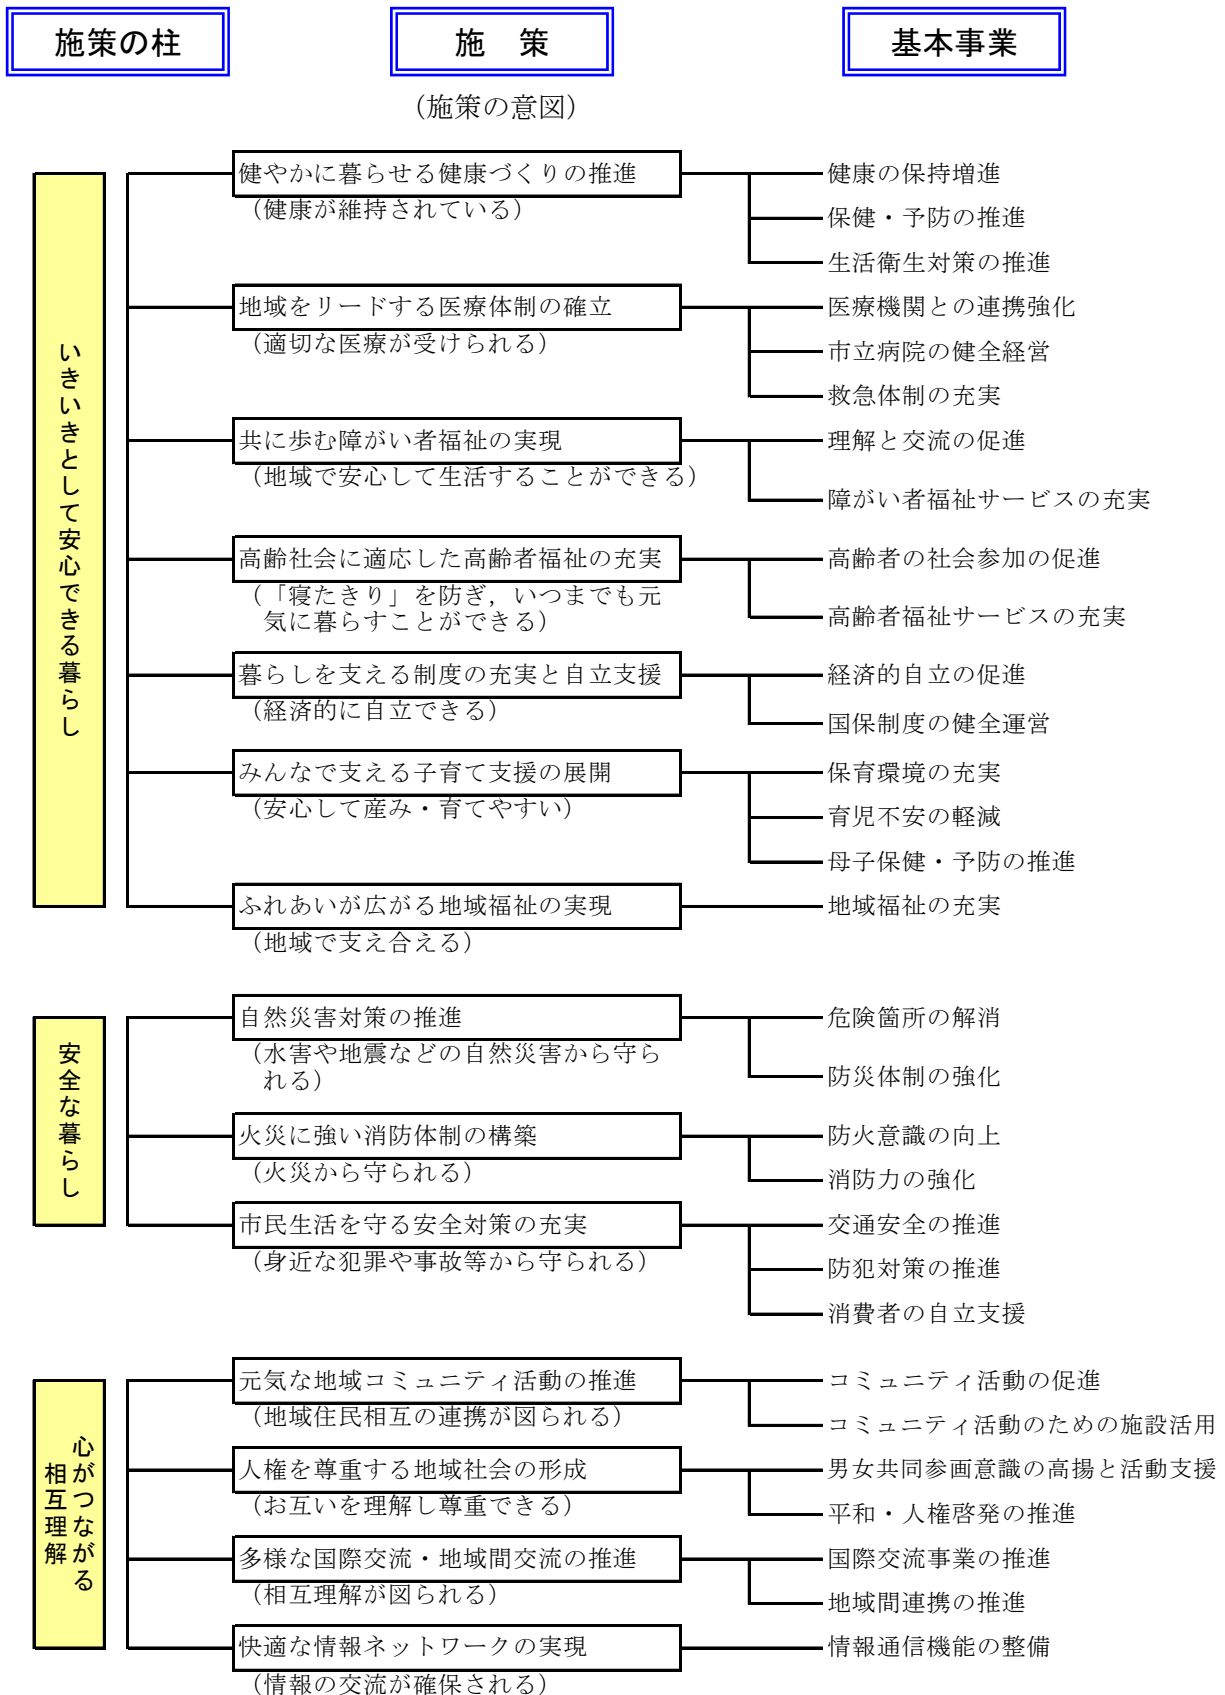 施策の柱
施　策
基本事業
（施策の意図）
いきいきとして安心できる暮らし
健やかに暮らせる健康づくりの推進
（健康が維持されている）
健康の保持増進
保健・予防の推進
生活衛生対策の推進
地域をリードする医療体制の確立
（適切な医療が受けられる）
医療機関との連携強化
市立病院の健全経営
救急体制の充実
共に歩む障がい者福祉の実現
（地域で安心して生活することができる）
理解と交流の促進
障がい者福祉サービスの充実
高齢社会に適応した高齢者福祉の充実
（「寝たきり」を防ぎ，いつまでも元
気に暮らすことができる）
高齢者の社会参加の促進
高齢者福祉サービスの充実
暮らしを支える制度の充実と自立支援
（経済的に自立できる）
経済的自立の促進
国保制度の健全運営
みんなで支える子育て支援の展開
（安心して産み・育てやすい）
保育環境の充実
育児不安の軽減
母子保健・予防の推進
ふれあいが広がる地域福祉の実現
（地域で支え合える）
地域福祉の充実
安全な暮らし
自然災害対策の推進
（水害や地震などの自然災害から守ら
れる）
危険箇所の解消
防災体制の強化
火災に強い消防体制の構築
（火災から守られる）
防火意識の向上
消防力の強化
市民生活を守る安全対策の充実
（身近な犯罪や事故等から守られる）
交通安全の推進
防犯対策の推進
消費者の自立支援
心がつながる
相互理解
元気な地域コミュニティ活動の推進
（地域住民相互の連携が図られる）
コミュニティ活動の促進
コミュニティ活動のための施設活用
人権を尊重する地域社会の形成
（お互いを理解し尊重できる）
男女共同参画意識の高揚と活動支援
平和・人権啓発の推進
多様な国際交流・地域間交流の推進
（相互理解が図られる）
国際交流事業の推進
地域間連携の推進
快適な情報ネットワークの実現
（情報の交流が確保される）
情報通信機能の整備